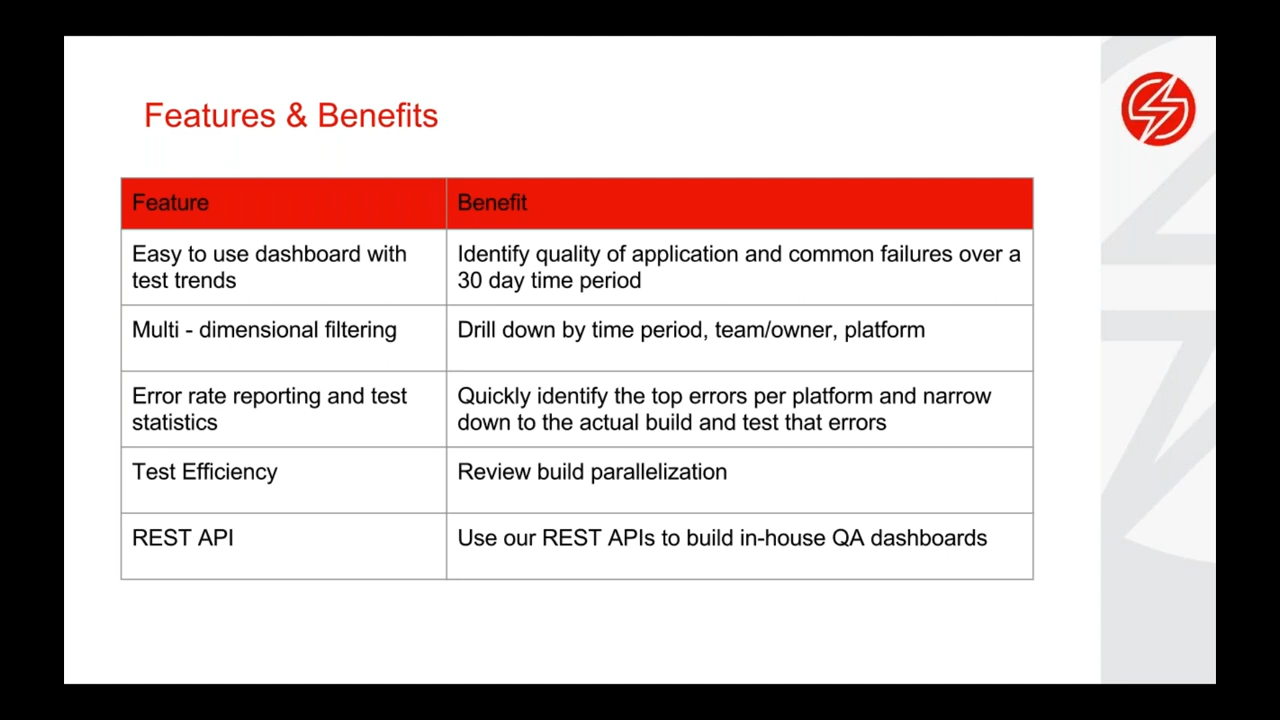 Features & Benefits
Feature
Benefit
Easy to use dashboard with
test trends
Identify quality of application and common failures over a
30 day time period
Multi - dimensional filtering
Drill down by time period, team/owner, platform
Error rate reporting and test
statistics
Quickly identify the top errors per platform and narrow
down to the actual build and test that errors
Test Efficiency
Review build parallelization
REST API
Use our REST APIs to build in-house QA dashboards